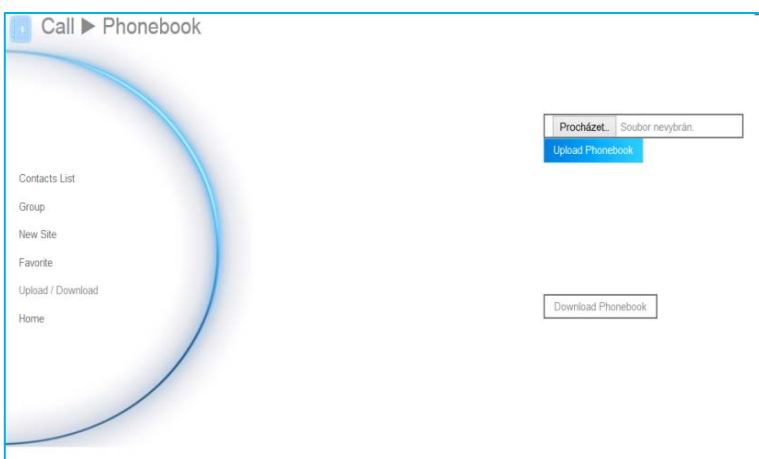 Call ▶ Phonebook
Procházet.. Soubor nevybrán.
Upload Phonebook
Contacts List
Group
New Site
Favorite
Upload / Download
Home
Download Phonebook